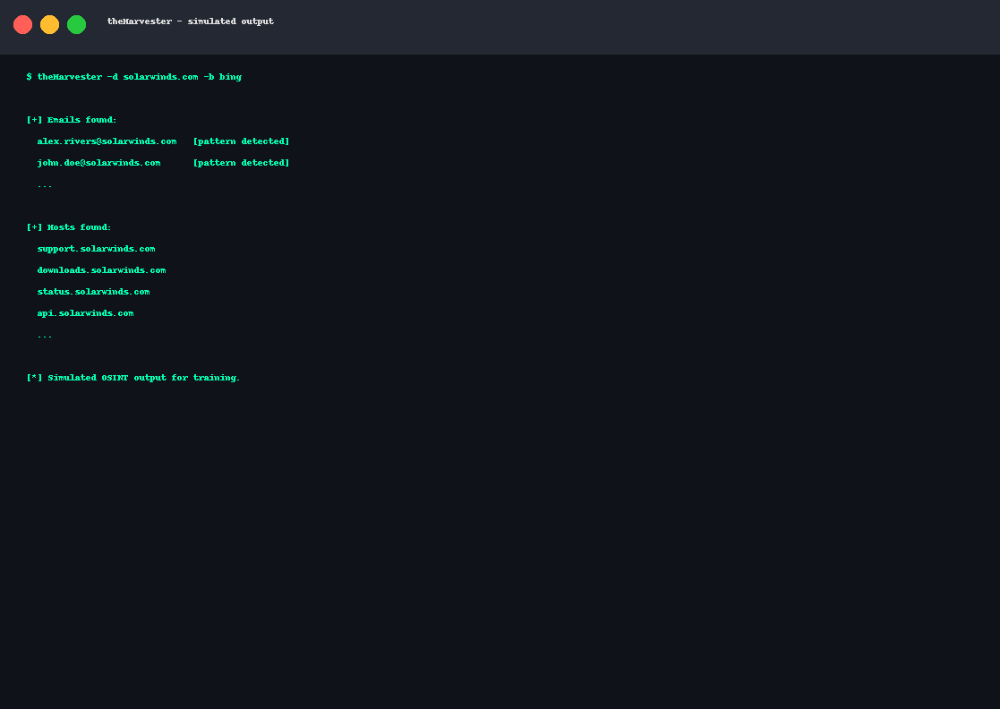 theHarvester - simulated output
$ theHarvester -d solarwinds.com -b bing
[+] Emails found:
alex.rivers@solarwinds.com [pattern detected]
john.doe@solarwinds.com [pattern detected]
...
[+] Hosts found:
support.solarwinds.com
downloads.solarwinds.com
status.solarwinds.com
api.solarwinds.com
...
[*] Simulated OSINT output for training.